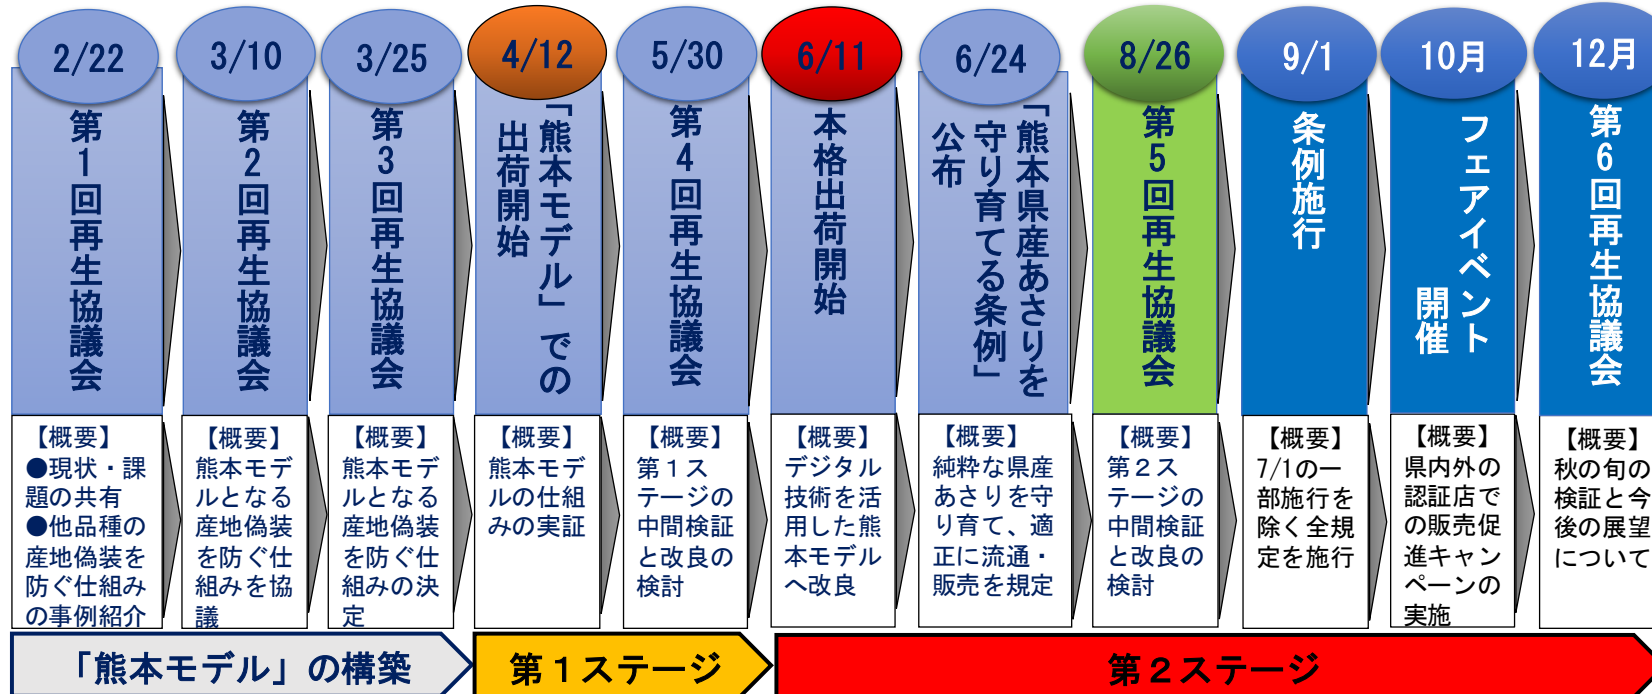 2/22
第1回再生協議会
【概要】
●現状・課
題の共有
●他品種の
産地偽装を
防ぐ仕組み
の事例紹介
3/10
第2回再生協議会
【概要】
熊本モデ
ルとなる
産地偽装
を防ぐ仕
組みを協
議
3/25
第3回再生協議会
【概要】
熊本モデ
ルとなる
産地偽装
を防ぐ仕
組みの決
定
4/12
「熊本モデル」での
出荷開始
【概要】
熊本モデ
ルの仕組
みの実証
5/30
第4回再生協議会
【概要】
第１ス
テージの
中間検証
と改良の
検討
6/11
本格出荷開始
【概要】
デジタル
技術を活
用した熊
本モデル
へ改良
6/24
「熊本県産あさりを
守り育てる条例」
公布
【概要】
純粋な県産
あさりを守
り育て、適
正に流通・
販売を規定
8/26
第5回再生協議会
【概要】
第２ス
テージの
中間検証
と改良の
検討
9/1
条例施行
【概要】
7/1の一
部施行を
除く全規
定を施行
10月
フェアイベント
開催
【概要】
県内外の
認証店で
の販売促
進キャン
ペーンの
実施
12月
第6回再生協議会
【概要】
秋の旬の
検証と今
後の展望
について
「熊本モデル」の構築
第１ステージ
第２ステージ